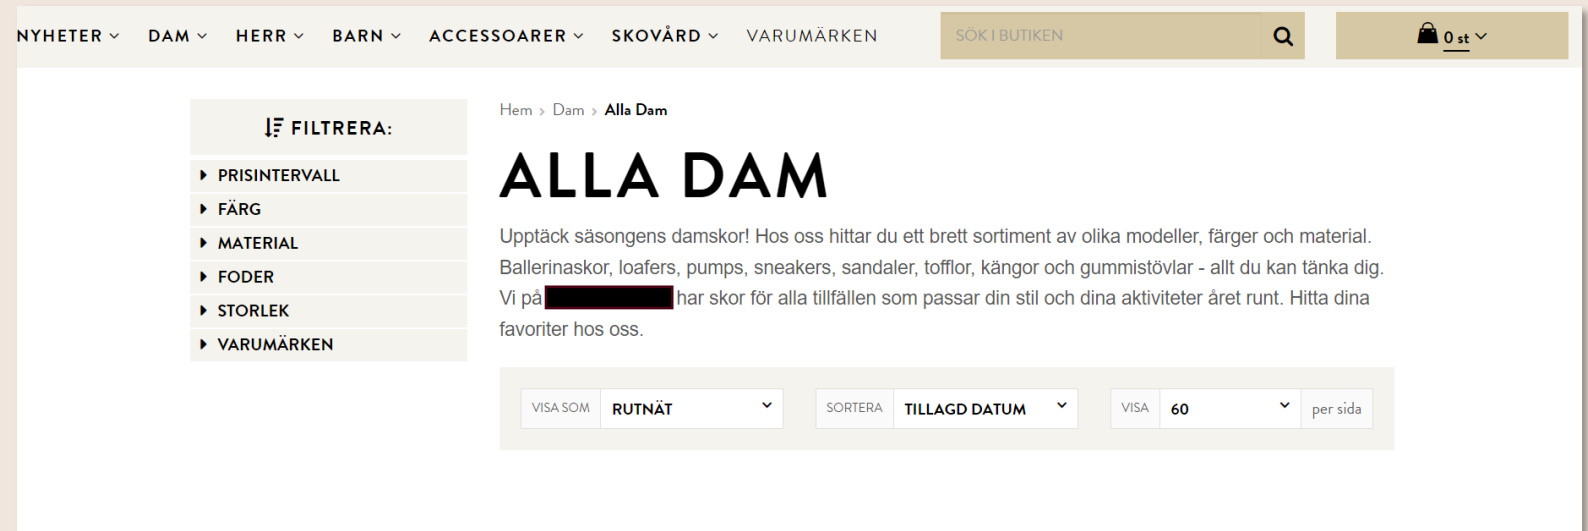 NYHETER DAM HERR BARN ACCESSOARER SKOVÅRD VARUMÄRKEN SÖK I BUTIKEN 0 st
FILTRERA:
PRISINTERVALL
FÄRG
MATERIAL
FODER
STORLEK
VARUMÄRKEN
Hem > Dam > Alla Dam
ALLA DAM
Upptäck säsongens damskor! Hos oss hittar du ett brett sortiment av olika modeller, färger och material.
Ballerinaskor, loafers, pumps, sneakers, sandaler, tofflor, kängor och gummistövlar - allt du kan tänka dig.
Vi på har skor för alla tillfällen som passar din stil och dina aktiviteter året runt. Hitta dina
favoriter hos oss.
VISA SOM RUTNÄT SORTERA TILLAGD DATUM VISA 60 per sida